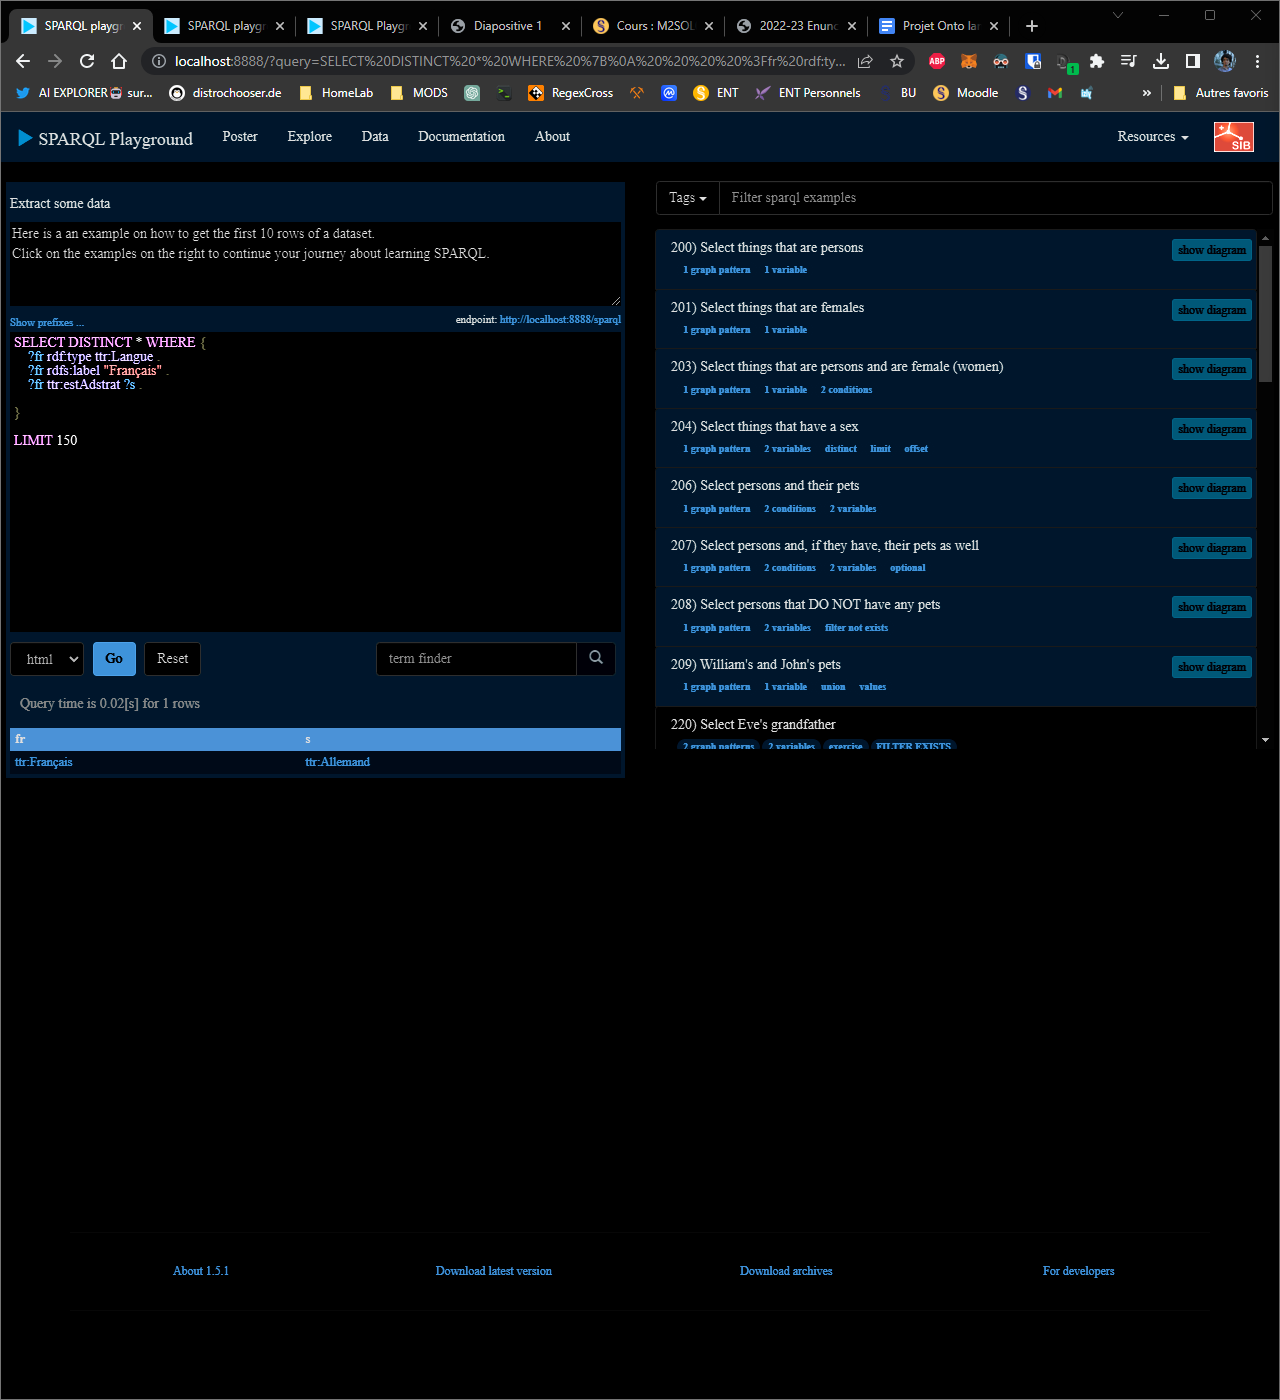 SPARQL playgr
SPARQL playgr
SPARQL Playgr
Diapositive 1
Cours : M2SOL
2022-23 Enunc
Projet Onto lan
localhost:8888/?query=SELECT%20DISTINCT%20*%20WHERE%20%7B%0A%20%20%20%20%3Ffr%20rdf:ty...
ABP
1
AI EXPLORER
sur...
distrochooser.de
HomeLab
MODS
RegexCross
ENT
ENT Personnels
BU
Moodle
»
Autres favoris
SPARQL Playground
Poster
Explore
Data
Documentation
About
Resources
SIB
Extract some data
Here is a an example on how to get the first 10 rows of a dataset.
Click on the examples on the right to continue your journey about learning SPARQL.
Show prefixes ...
endpoint: http://localhost:8888/sparql
SELECT DISTINCT * WHERE {
?fr rdf:type ttr:Langue .
?fr rdfs:label "Français" .
?fr ttr:estAdstrat ?s .
}
LIMIT 150
html
Go
Reset
term finder
Query time is 0.02[s] for 1 rows
fr s
ttr:Français ttr:Allemand
Tags
Filter sparql examples
200) Select things that are persons
show diagram
1 graph pattern 1 variable
201) Select things that are females
show diagram
1 graph pattern 1 variable
203) Select things that are persons and are female (women)
show diagram
1 graph pattern 1 variable 2 conditions
204) Select things that have a sex
show diagram
1 graph pattern 2 variables distinct limit offset
206) Select persons and their pets
show diagram
1 graph pattern 2 conditions 2 variables
207) Select persons and, if they have, their pets as well
show diagram
1 graph pattern 2 conditions 2 variables optional
208) Select persons that DO NOT have any pets
show diagram
1 graph pattern 2 variables filter not exists
209) William's and John's pets
show diagram
1 graph pattern 1 variable union values
220) Select Eve's grandfather
2 graph patterns 2 variables exercise FILTER EXISTS
About 1.5.1
Download latest version
Download archives
For developers